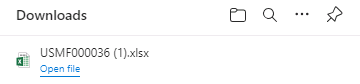 Downloads
USMF000036 (1).xlsx
Open file